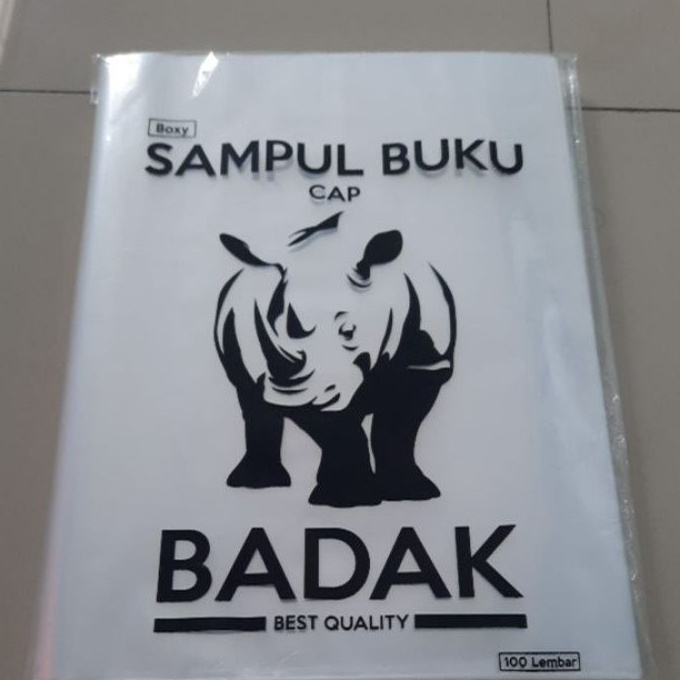 Boxy
SAMPUL BUKU
CAP
BADAK
BEST QUALITY
100 Lembar